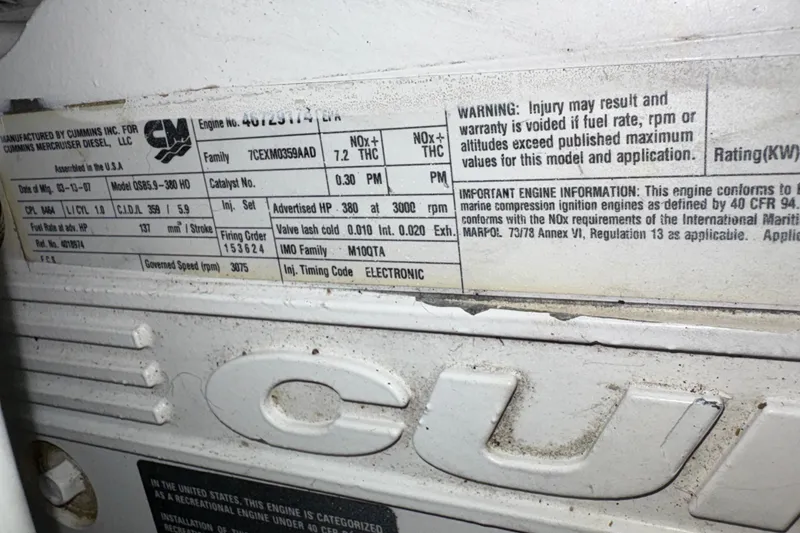 MANUFACTURED BY CUMMINS INC. FOR
CUMMINS MERCRUISER DIESEL, LLC
Assembled in the U.S.A
CM
Date of Mfg. 03-13-07 Model QSB5.9-380 HO
CPL 8464 L/CYL 1.0 C.I.D./L 359 / 5.9
Fuel Rate at adv. HP 137 mm³ / Stroke
Ref. No. 4018974
E.C.S.
Governed Speed (rpm) 3075
Engine No. 46729174 EPA
Family 7CEXM0359AAD
NOx+
7.2 THC
NOx+
THC
Catalyst No. 0.30 PM PM
Inj. Set
Firing Order
153624
Advertised HP 380 at 3000 rpm
Valve lash cold 0.010 Int. 0.020 Exh.
IMO Family M10QTA
Inj. Timing Code ELECTRONIC
WARNING: Injury may result and
warranty is voided if fuel rate, rpm or
altitudes exceed published maximum
values for this model and application.
Rating(KW)
IMPORTANT ENGINE INFORMATION: This engine conforms to
marine compression ignition engines as defined by 40 CFR 94.
conforms with the NOx requirements of the International
MARPOL 73/78 Annex VI, Regulation 13 as applicable.
CU
IN THE UNITED STATES, THIS ENGINE IS CATEGORIZED
AS A RECREATIONAL ENGINE UNDER 40 CFR
INSTALLATION OF